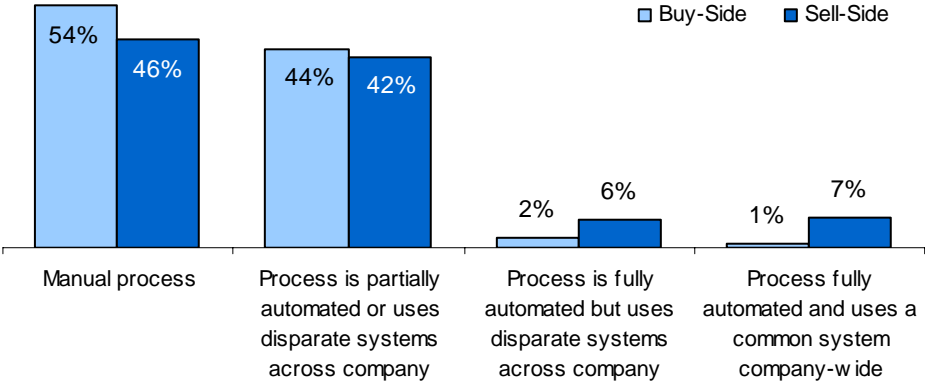 Buy-Side Sell-Side
54%
46%
44%
42%
2%
6%
1%
7%
Manual process
Process is partially
automated or uses
disparate systems
across company
Process is fully
automated but uses
disparate systems
across company
Process fully
automated and uses a
common system
company-wide